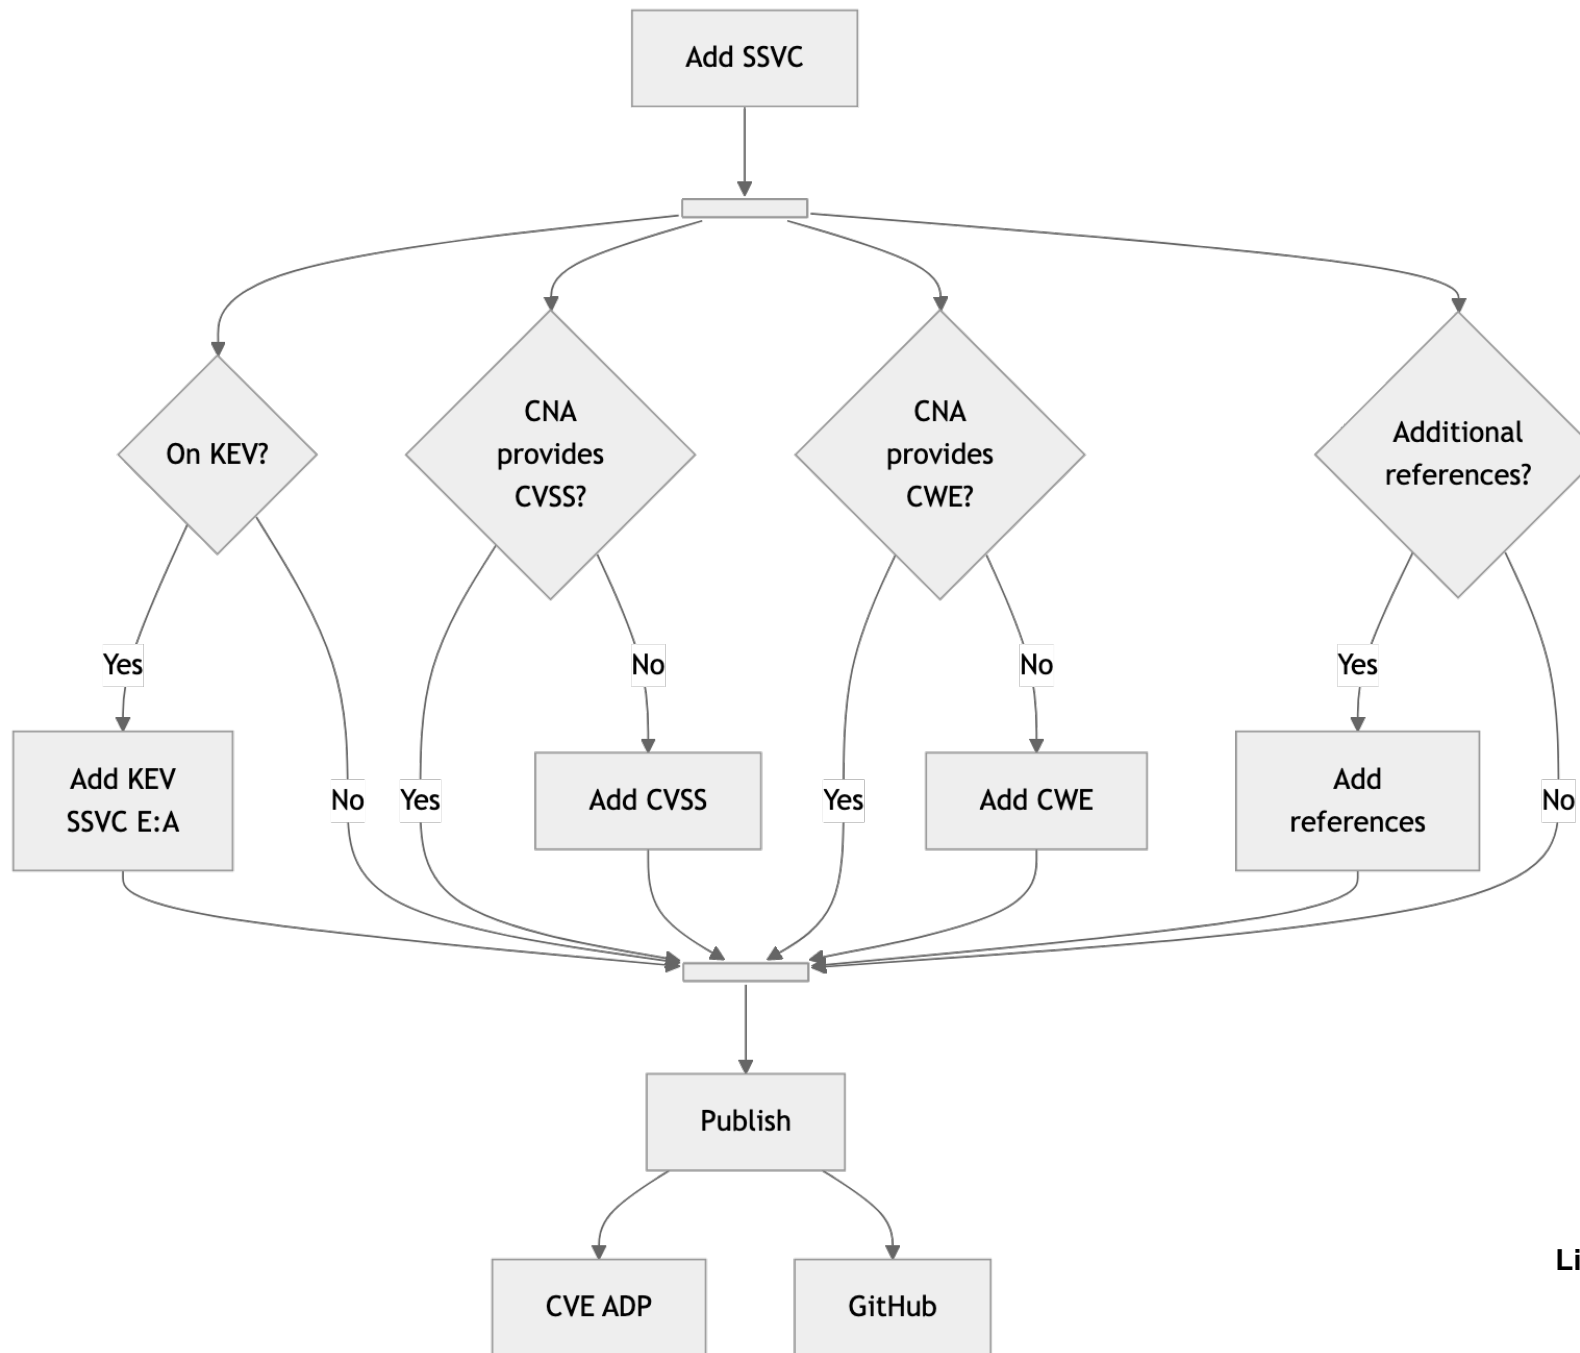 Add SSVC
On KEV?
CNA
provides
CVSS?
CNA
provides
CWE?
Additional
references?
Yes
No
No
Yes
Add KEV
SSVC E:A
No
Yes
Add CVSS
Yes
Add CWE
Add
references
No
Publish
Li
CVE ADP
GitHub